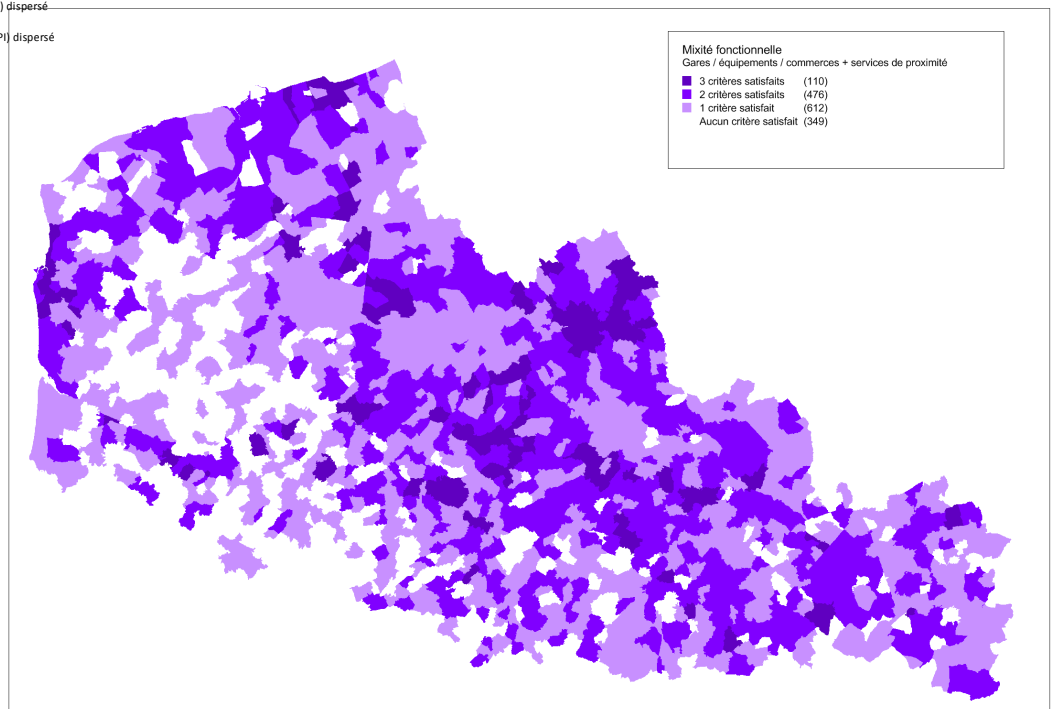 ) dispersé
PI) dispersé
Mixité fonctionnelle
Gares / équipements / commerces + services de proximité
3 critères satisfaits (110)
2 critères satisfaits (476)
1 critère satisfait (612)
Aucun critère satisfait (349)